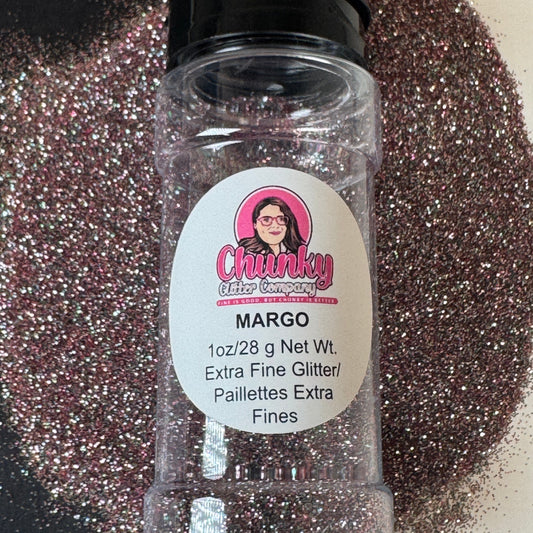 Chunky
Glitter Company
FINE IS GOOD, BUT CHUNKY IS BETTER
MARGO
1oz/28 g Net Wt.
Extra Fine Glitter/
Paillettes Extra
Fines